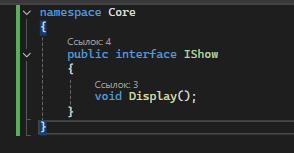 namespace Core
{
Ссылок: 4
public interface IShow
{
Ссылок: 3
void Display();
}
}